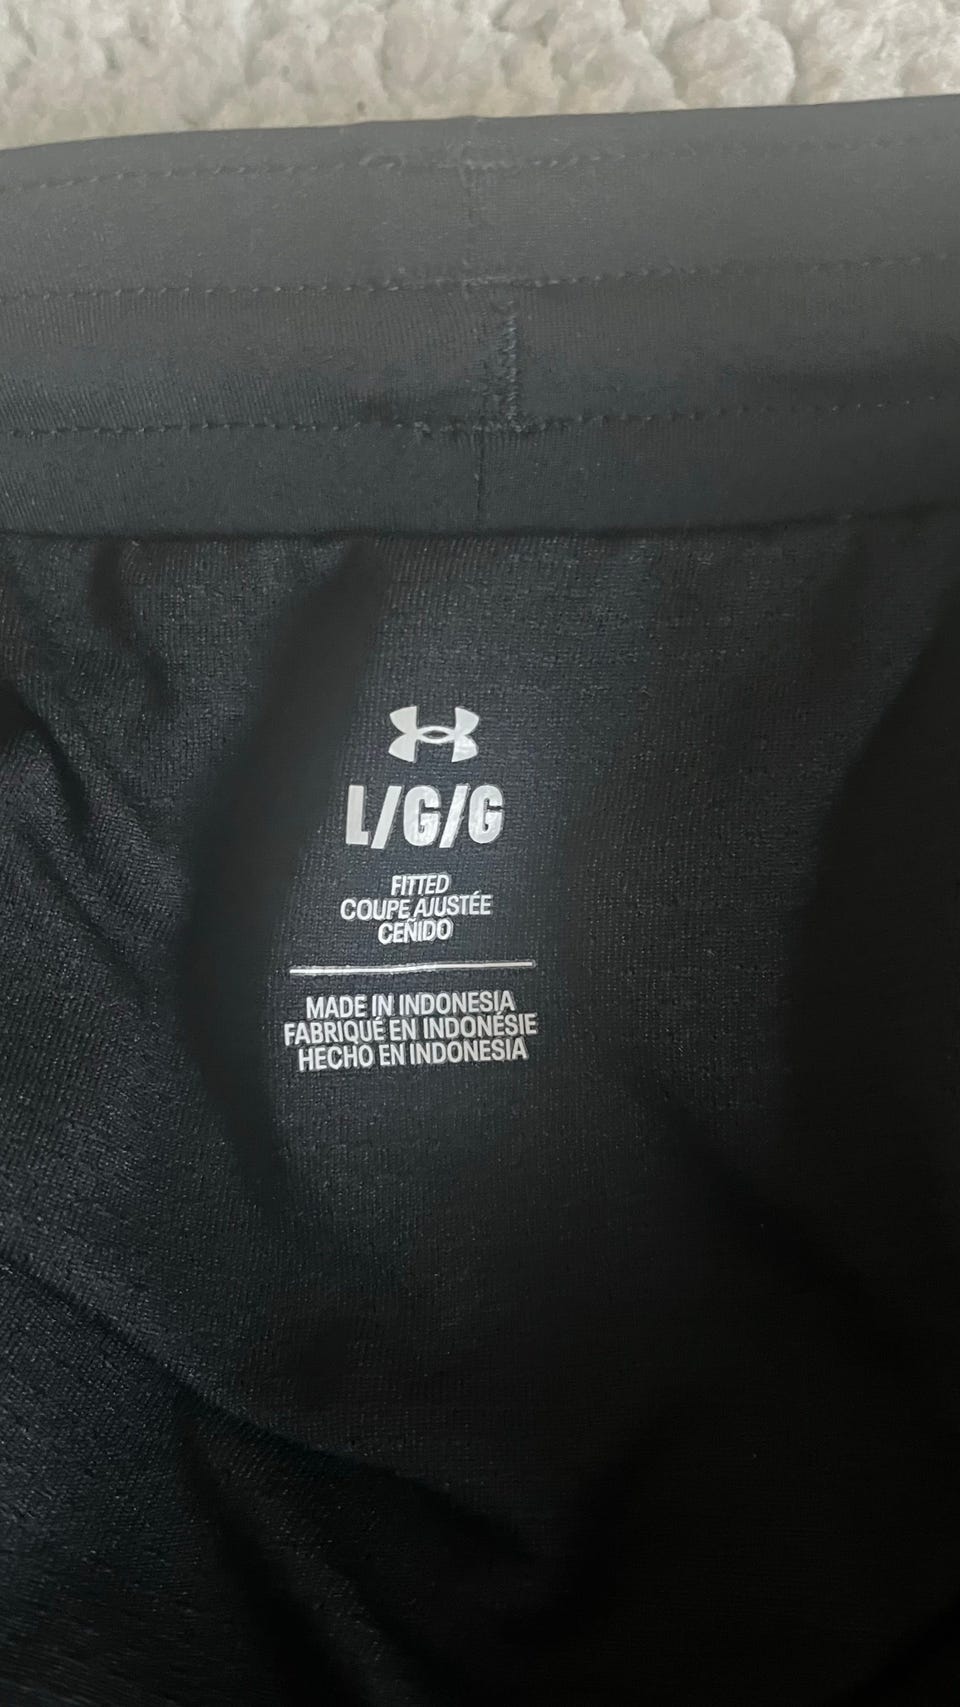 L/G/G
FITTED
COUPE AJUSTÉE
CEÑIDO
MADE IN INDONESIA
FABRIQUÉ EN INDONÉSIE
HECHO EN INDONESIA